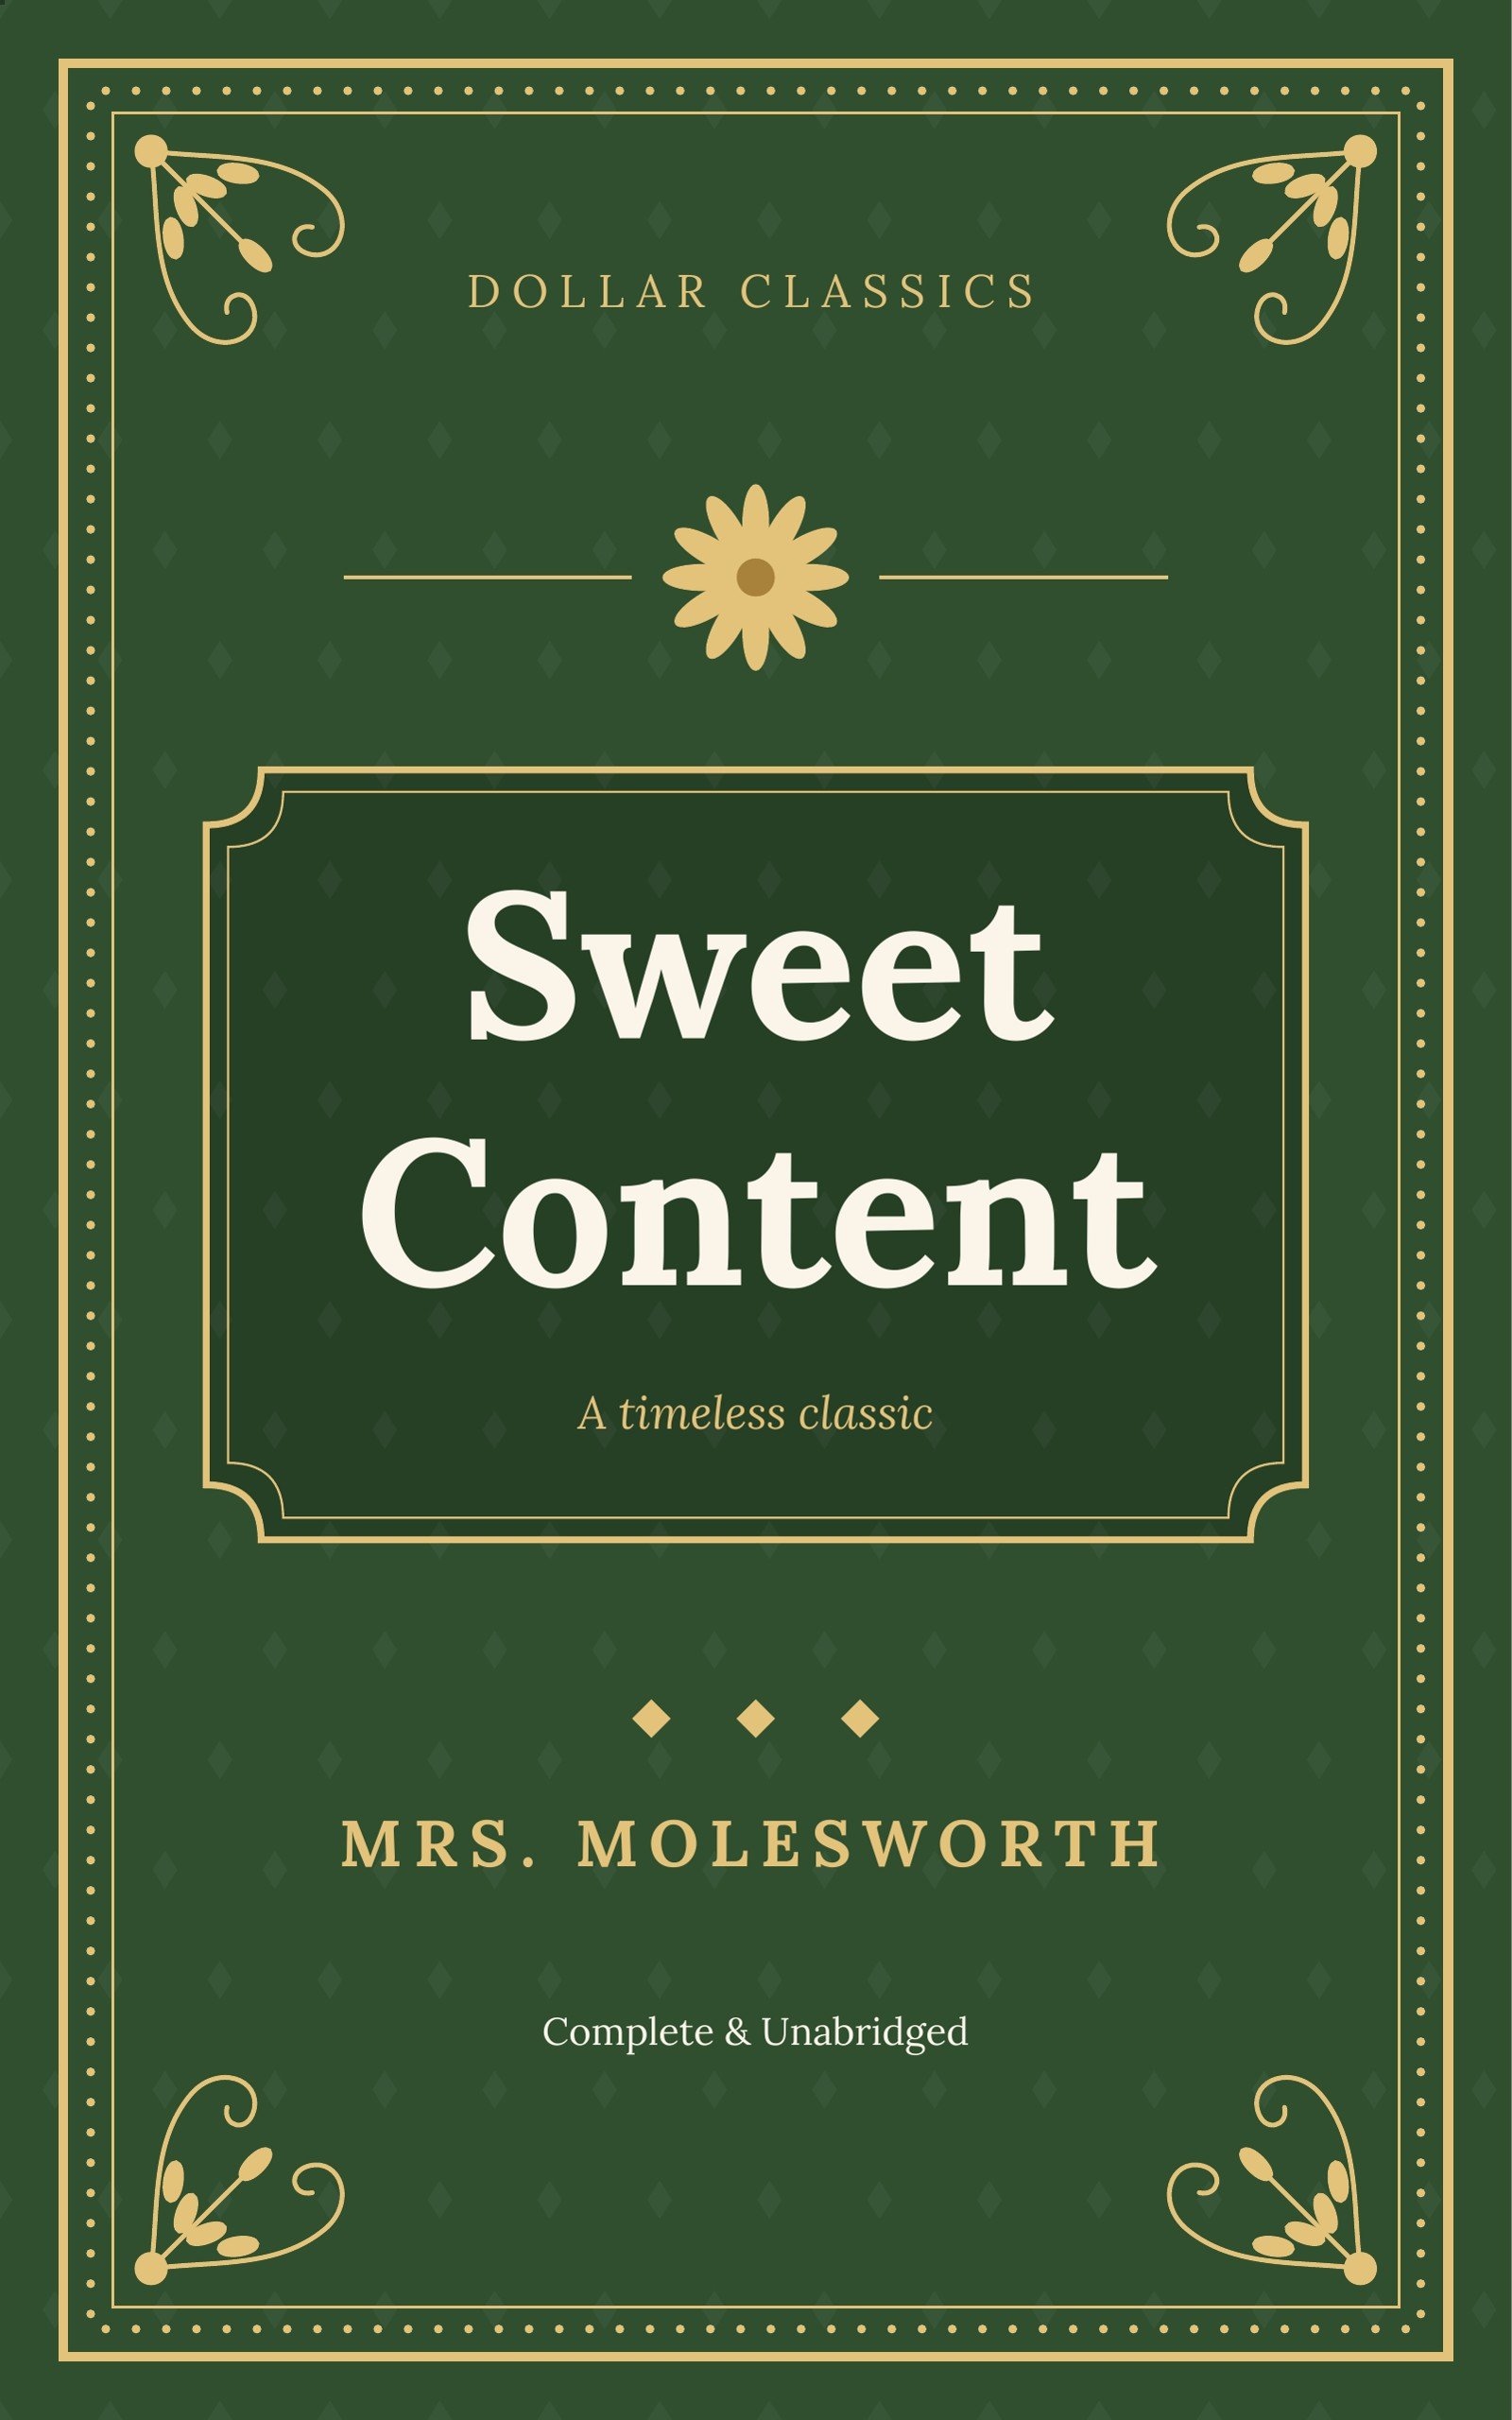 DOLLAR CLASSICS
Sweet
Content
A timeless classic
MRS. MOLESWORTH
Complete & Unabridged